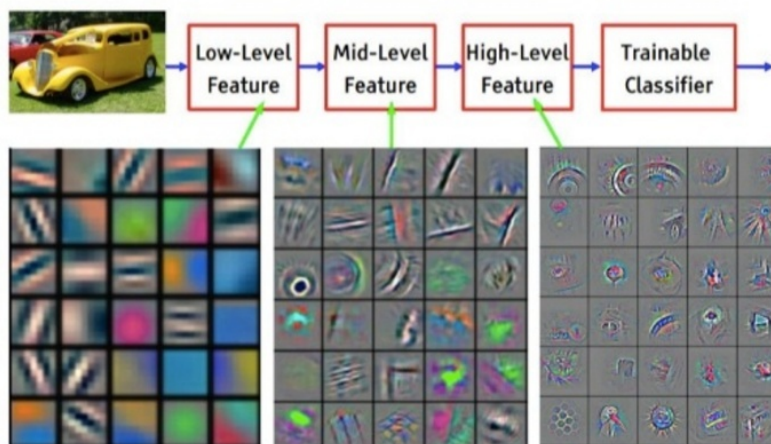 Low-Level
Feature
Mid-Level
Feature
High-Level
Feature
Trainable
Classifier